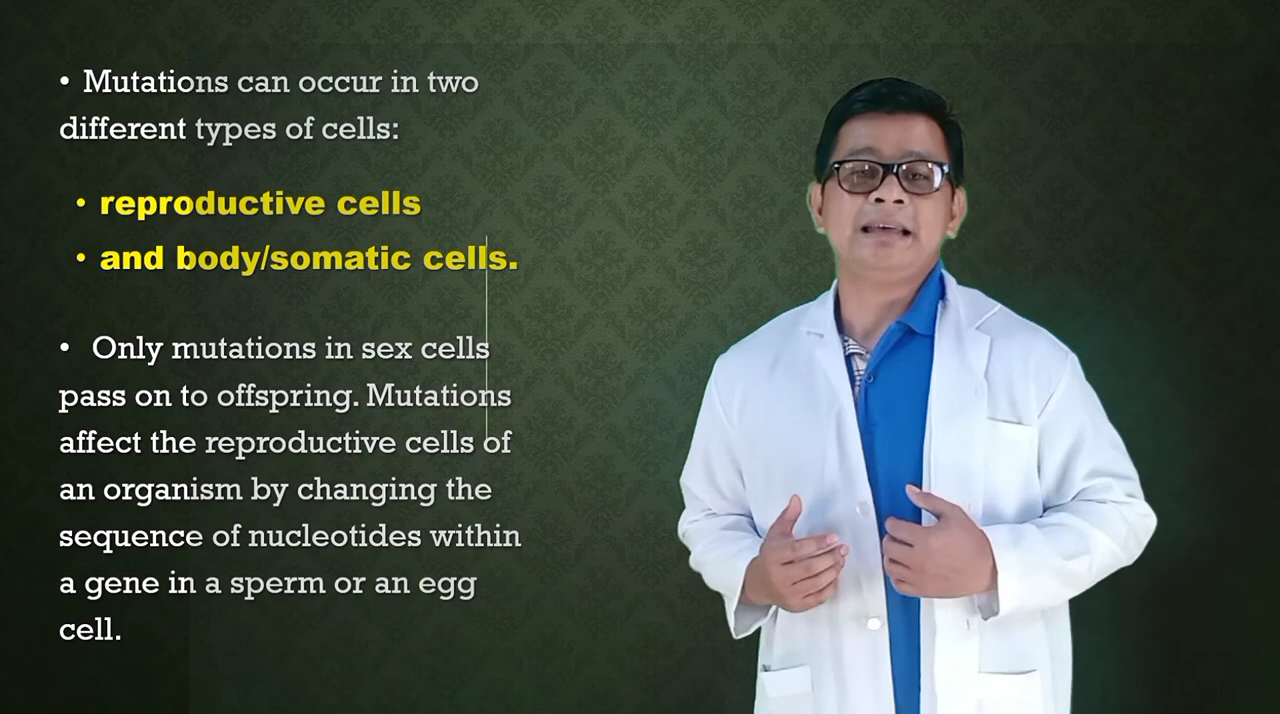 • Mutations can occur in two
different types of cells:
• reproductive cells
• and body/somatic cells.
• Only mutations in sex cells
pass on to offspring. Mutations
affect the reproductive cells of
an organism by changing the
sequence of nucleotides within
a gene in a sperm or an egg
cell.